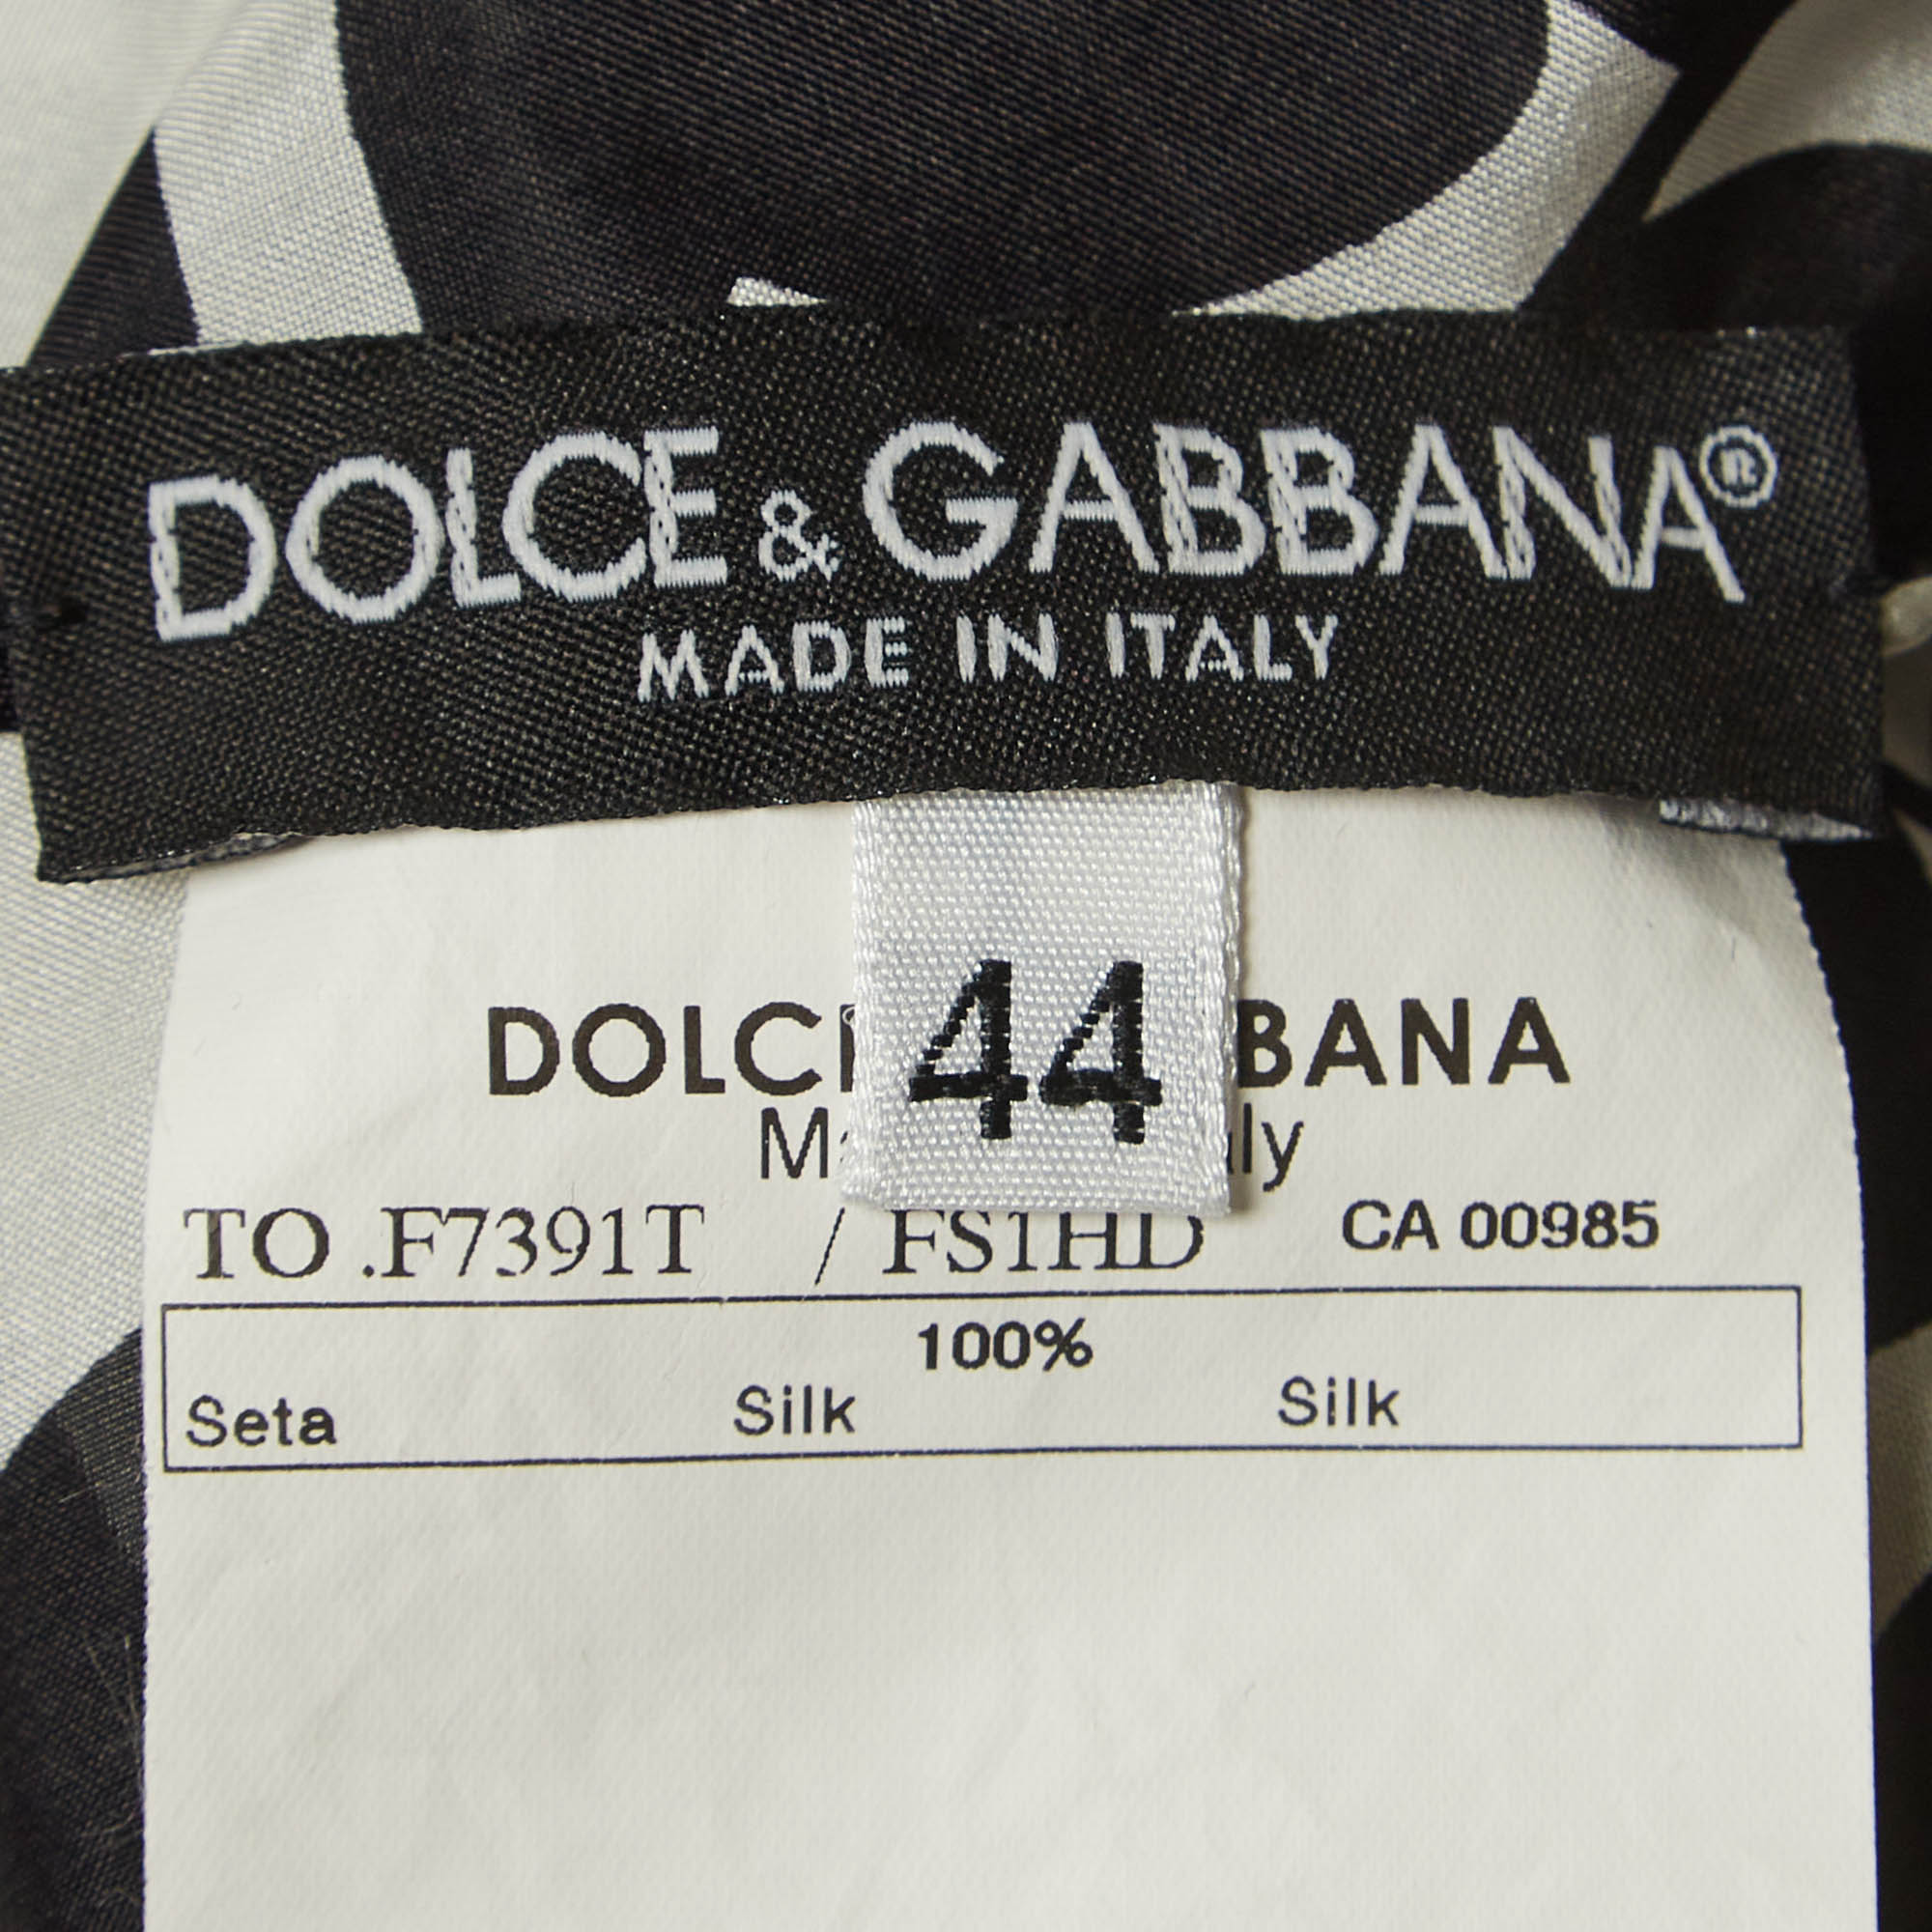 DOLCE & GABBANA®
MADE IN ITALY
44
TO .F7391T / FS1HD CA 00985
100%
Seta Silk Silk